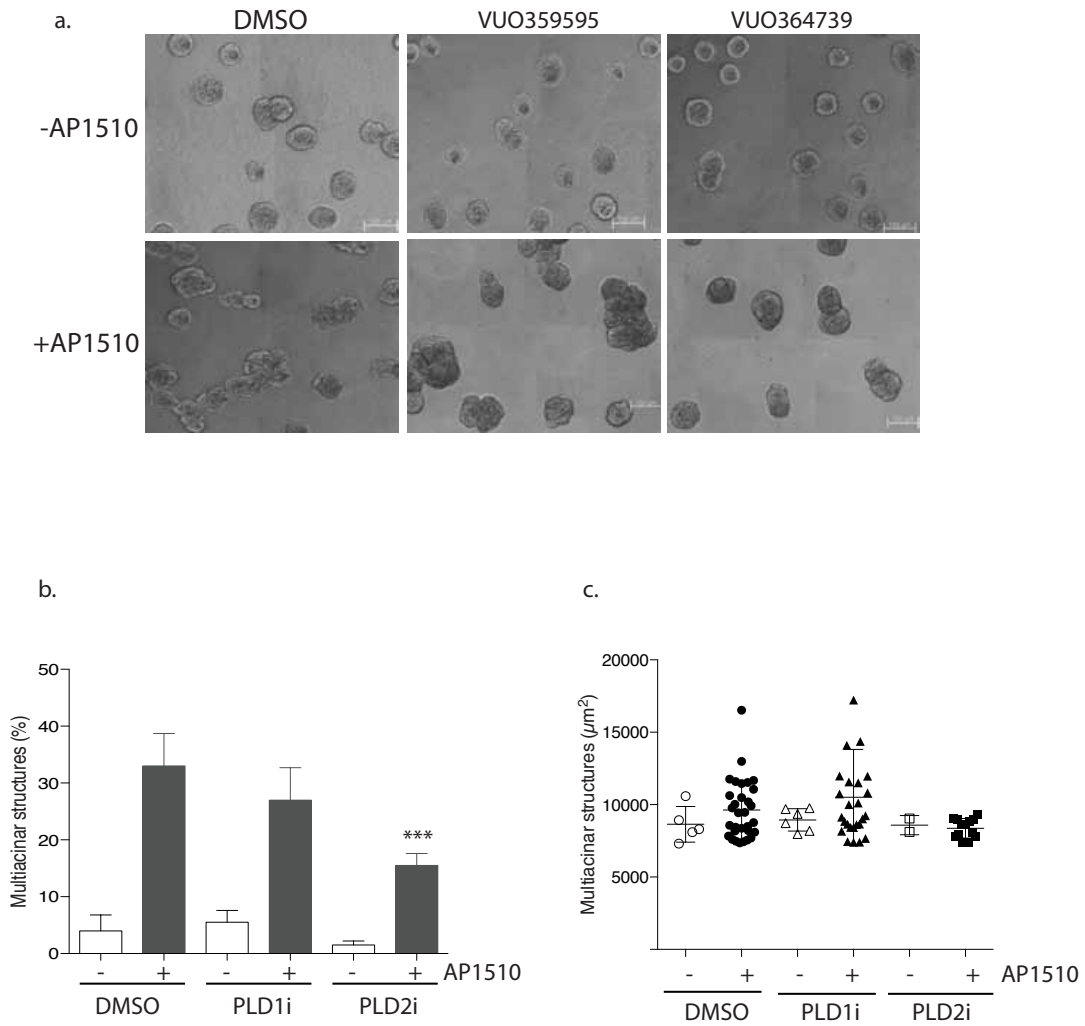 a.
DMSO VUO359595 VUO364739
-AP1510
+AP1510
b.
c.
Multiacinar structures (%)
50
40
30
20
10
0
***
- + - + - + AP1510
DMSO PLD1i PLD2i
Multiacinar structures (µm²)
20000
15000
10000
5000
- + - + - + AP1510
DMSO PLD1i PLD2i